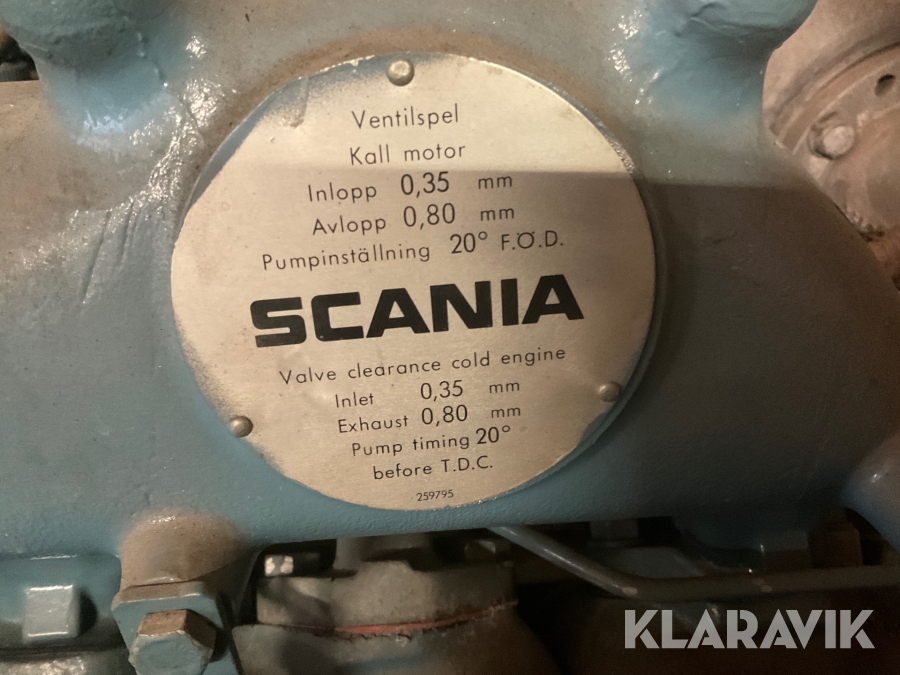 Ventilspel
Kall motor
Inlopp 0,35 mm
Avlopp 0,80 mm
Pumpinställning 20° F.Ö.D.
SCANIA
Valve clearance cold engine
Inlet 0,35 mm
Exhaust 0,80 mm
Pump timing 20°
before T.D.C.
259795
KLARAVIK